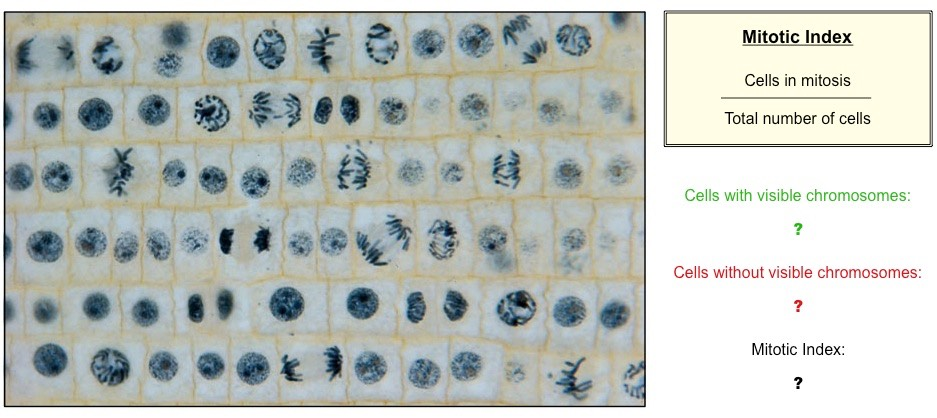 Mitotic Index
Cells in mitosis
Total number of cells
Cells with visible chromosomes:
?
Cells without visible chromosomes:
?
Mitotic Index:
?